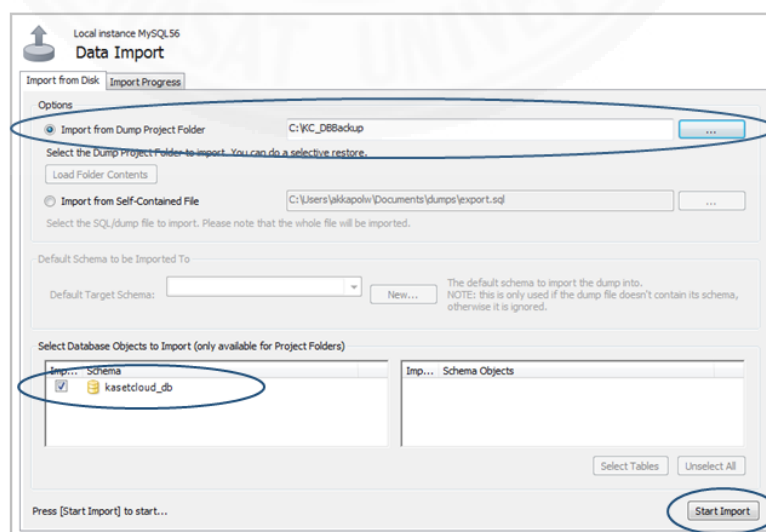 Local instance MySQL56
Data Import
Import from Disk Import Progress
Options
Import from Dump Project Folder C:\KC_DBBackup ...
Select the Dump Project Folder to import. You can do a selective restore.
Load Folder Contents
Import from Self-Contained File C:\Users\akkapolw\Documents\dumps\export.sql ...
Select the SQL/dump file to import. Please note that the whole file will be imported.
Default Schema to be Imported To
Default Target Schema: New... The default schema to import the dump into.
NOTE: this is only used if the dump file doesn't contain its schema,
otherwise it is ignored.
Select Database Objects to Import (only available for Project Folders)
Imp... Schema Imp... Schema Objects
kasetcloud_db
Select Tables Unselect All
Press [Start Import] to start... Start Import